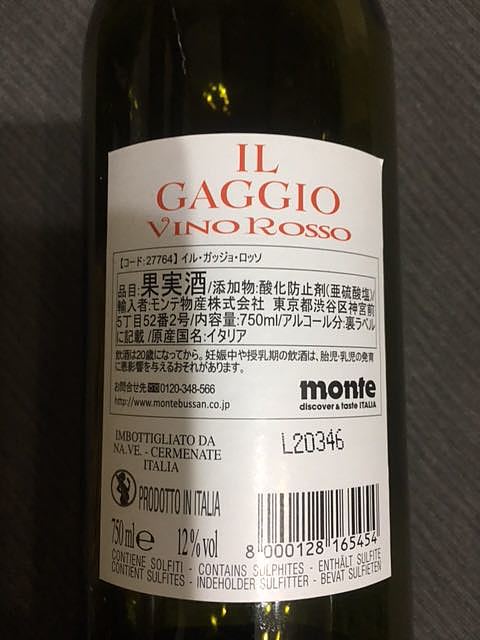 IL
GAGGIO
VINO ROSSO
【コード:27764】イル・ガッジョ・ロッソ
品目:果実酒/添加物:酸化防止剤(亜硫酸塩)/
輸入者:モンテ物産株式会社 東京都渋谷区神宮前
5丁目52番2号/内容量:750ml/アルコール分:裏ラベル
に記載/原産国名:イタリア
飲酒は20歳になってから。妊娠中や授乳期の飲酒は、胎児・乳児の発育
に悪影響を与えるおそれがあります。
お問合せ先 0120-348-566
http://www.montebussan.co.jp
monte
discover & taste ITALIA
IMBOTTIGLIATO DA
NA.VE. - CERMENATE
ITALIA
L20346
PRODOTTO IN ITALIA
750 ml e 12% vol
8 000128 165454
CONTIENE SOLFITI - CONTAINS SULPHITES - ENTHÄLT SULFITE
CONTIENT SULFITES - INDEHOLDER SULFITTER - BEVAT SULFIETEN